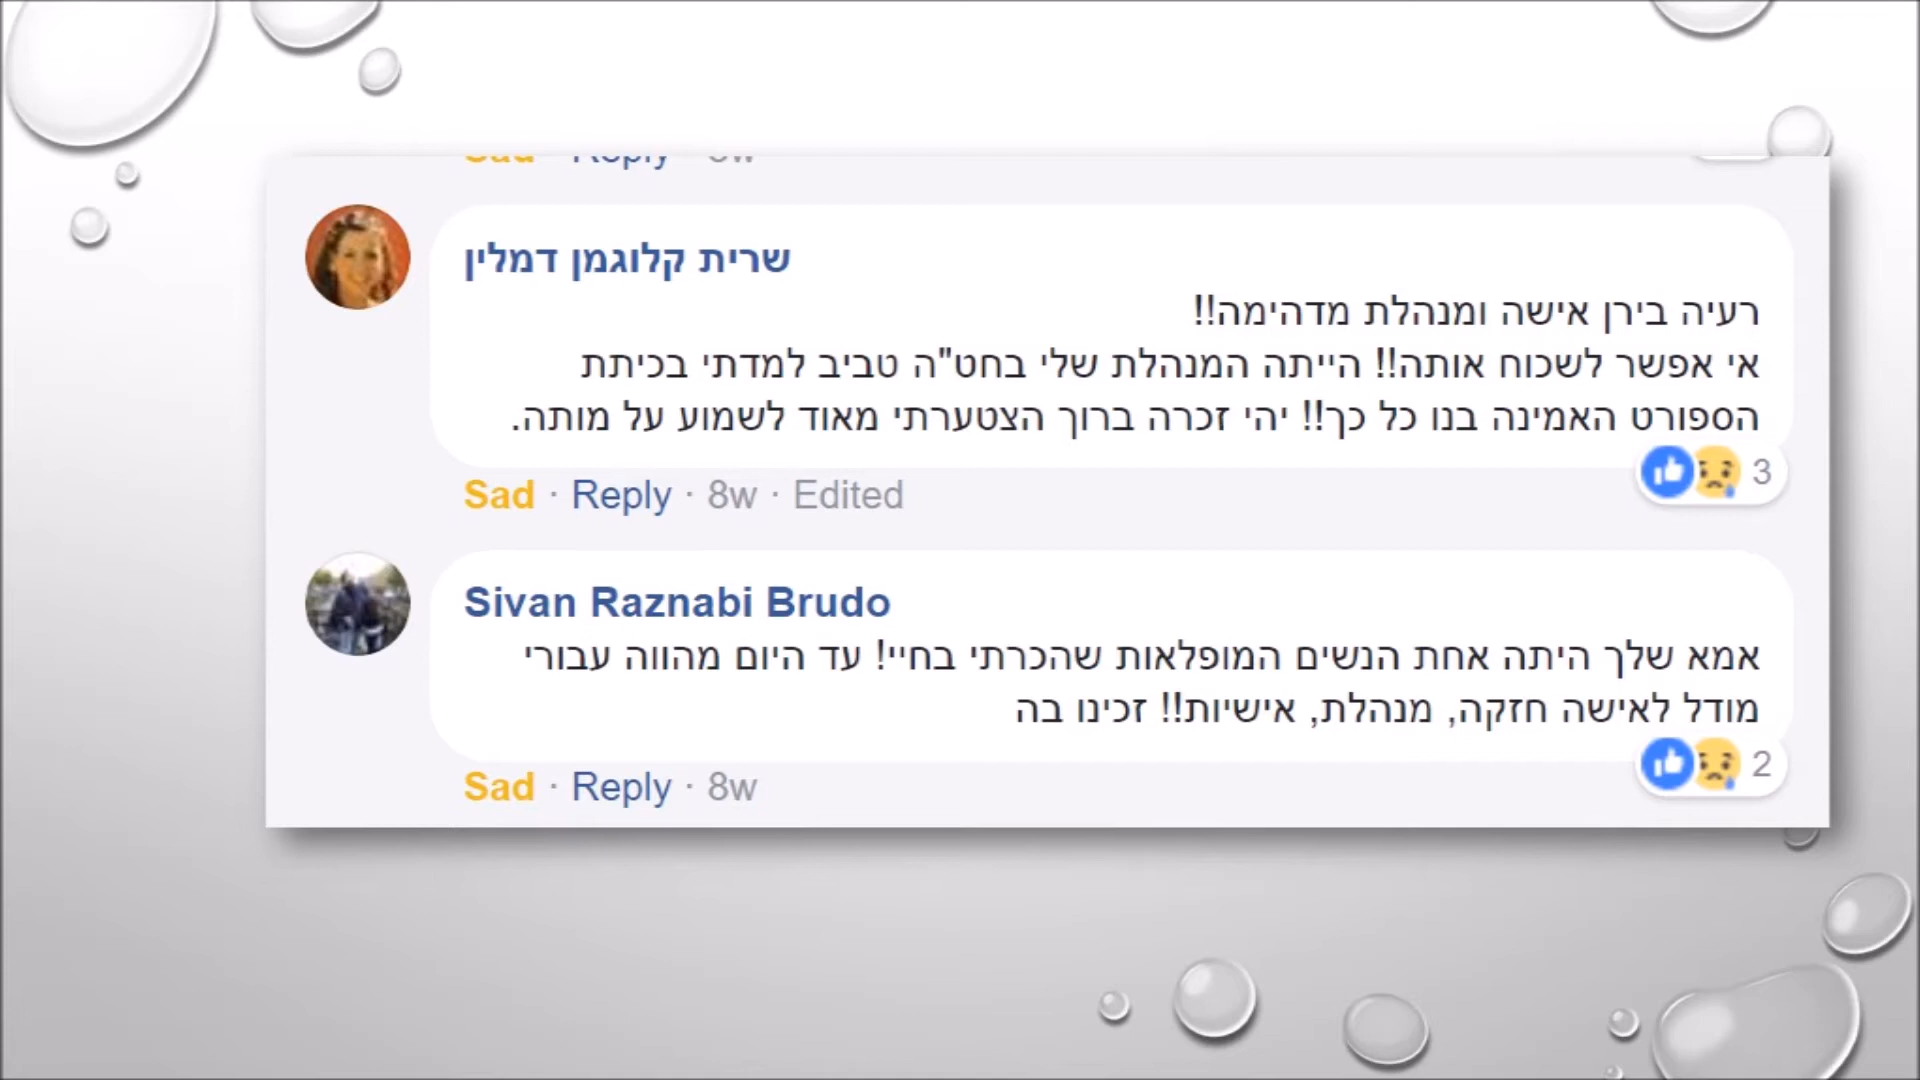 Sad · Reply · 8w
שרית קלוגמן דמלין
רעיה בירן אישה ומנהלת מדהימה!!
אי אפשר לשכוח אותה!! הייתה המנהלת שלי בחט"ה טביב למדתי בכיתת
הספורט האמינה בנו כל כך!! יהי זכרה ברוך הצטערתי מאוד לשמוע על מותה.
3
Sad · Reply · 8w · Edited
Sivan Raznabi Brudo
אמא שלך היתה אחת הנשים המופלאות שהכרתי בחיי! עד היום מהווה עבורי
מודל לאישה חזקה, מנהלת, אישיות!! זכינו בה
2
Sad · Reply · 8w